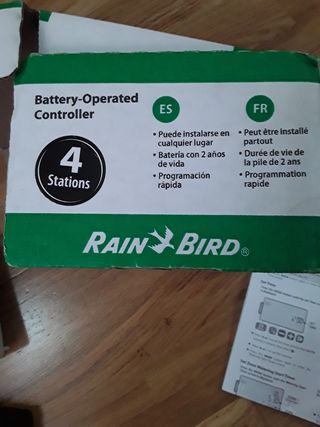 Battery-Operated
Controller
4
Stations
ES
• Puede instalarse en
cualquier lugar
• Batería con 2 años
de vida
• Programación
rápida
FR
• Peut être installé
partout
• Durée de vie de
la pile de 2 ans
• Programmation
rapide
RAIN BIRD®